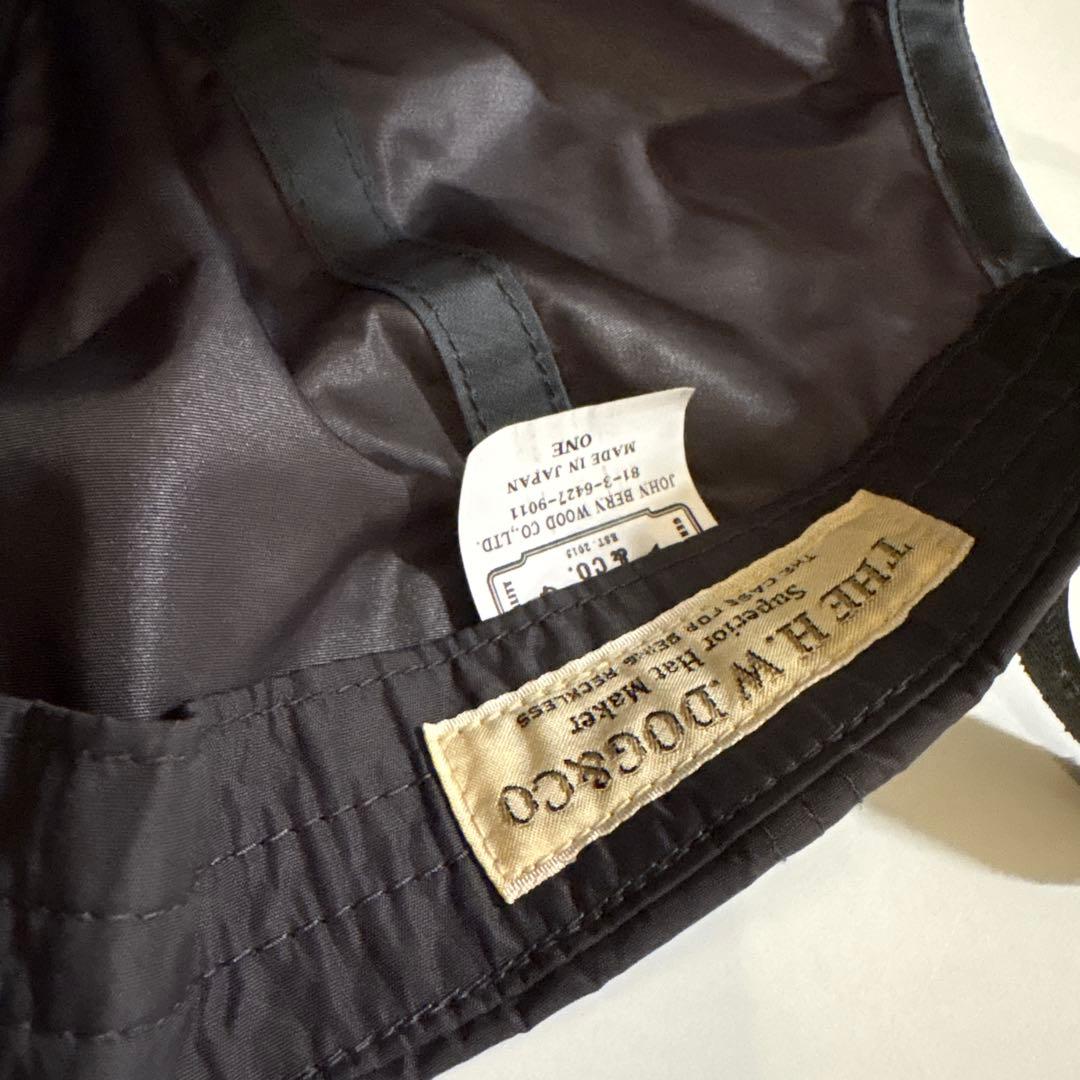 THE H.W.DOG&CO
Superior Hat Maker
THE CASE FOR BEING RECKLESS
& CO.
EST. 2015
JOHN BERN WOOD CO.,LTD.
81-3-6427-9011
MADE IN JAPAN
ONE